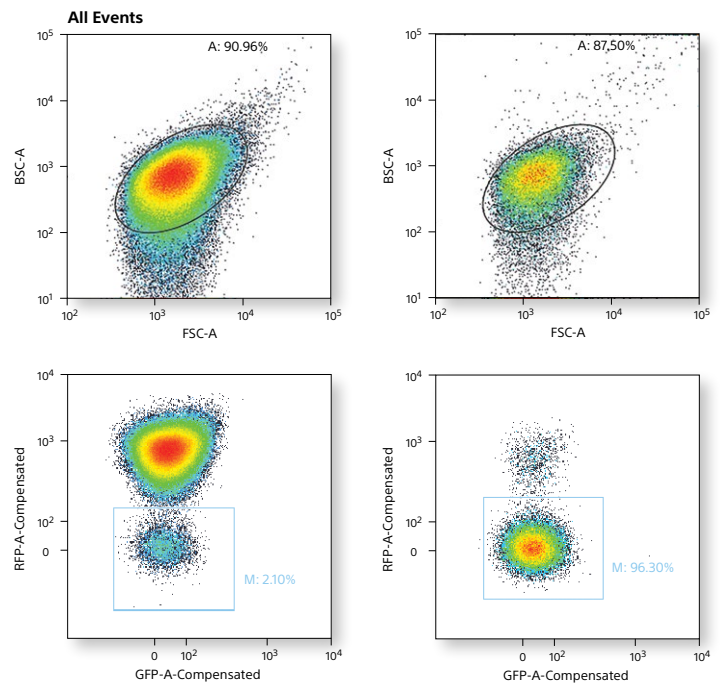 All Events
10^5
10^4
10^3
10^2
10^1
BSC-A
A: 90.96%
10^2
10^3
10^4
10^5
FSC-A
10^5
10^4
10^3
10^2
10^1
BSC-A
A: 87.50%
10^2
10^3
10^4
10^5
FSC-A
10^4
10^3
10^2
0
RFP-A-Compensated
M: 2.10%
0
10^2
10^3
10^4
GFP-A-Compensated
10^4
10^3
10^2
0
RFP-A-Compensated
M: 96.30%
0
10^2
10^3
10^4
GFP-A-Compensated